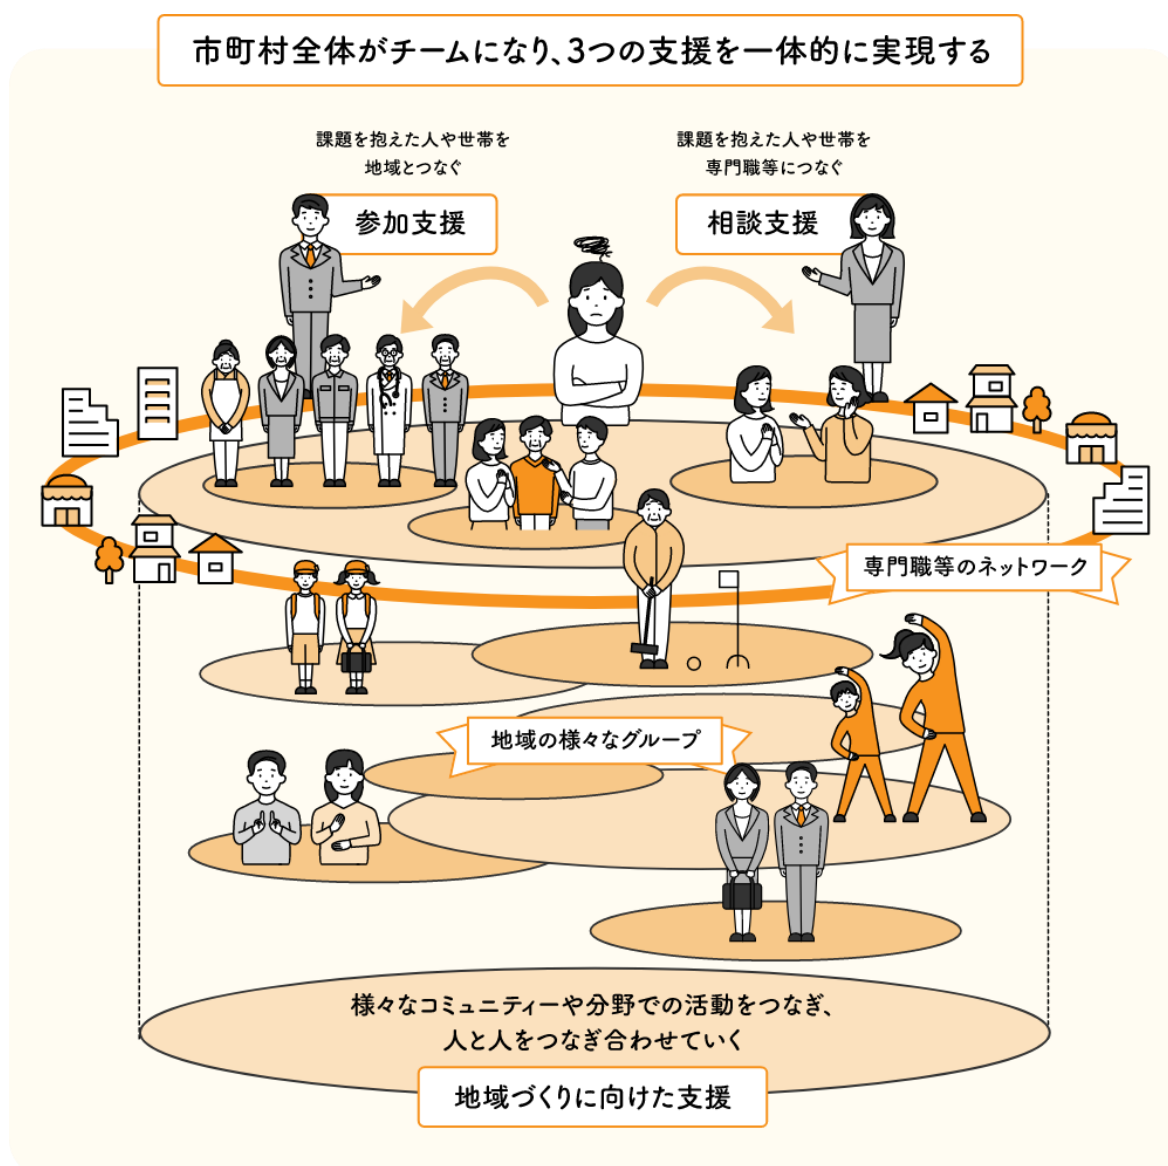 市町村全体がチームになり、3つの支援を一体的に実現する
課題を抱えた人や世帯を
地域とつなぐ
参加支援
課題を抱えた人や世帯を
専門職等につなぐ
相談支援
専門職等のネットワーク
地域の様々なグループ
様々なコミュニティーや分野での活動をつなぎ、
人と人をつなぎ合わせていく
地域づくりに向けた支援